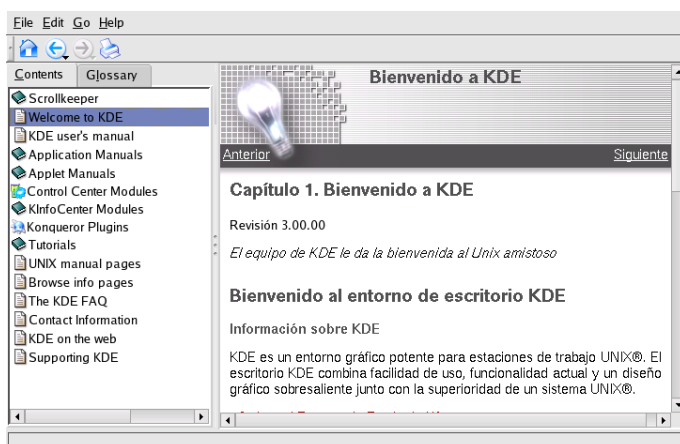 File Edit Go Help
Contents Glossary
Scrollkeeper
Welcome to KDE
KDE user's manual
Application Manuals
Applet Manuals
Control Center Modules
KInfoCenter Modules
Konqueror Plugins
Tutorials
UNIX manual pages
Browse info pages
The KDE FAQ
Contact Information
KDE on the web
Supporting KDE
Bienvenido a KDE
Anterior Siguiente
Capítulo 1. Bienvenido a KDE
Revisión 3.00.00
El equipo de KDE le da la bienvenida al Unix amistoso
Bienvenido al entorno de escritorio KDE
Información sobre KDE
KDE es un entorno gráfico potente para estaciones de trabajo UNIX®. El
escritorio KDE combina facilidad de uso, funcionalidad actual y un diseño
gráfico sobresaliente junto con la superioridad de un sistema UNIX®.